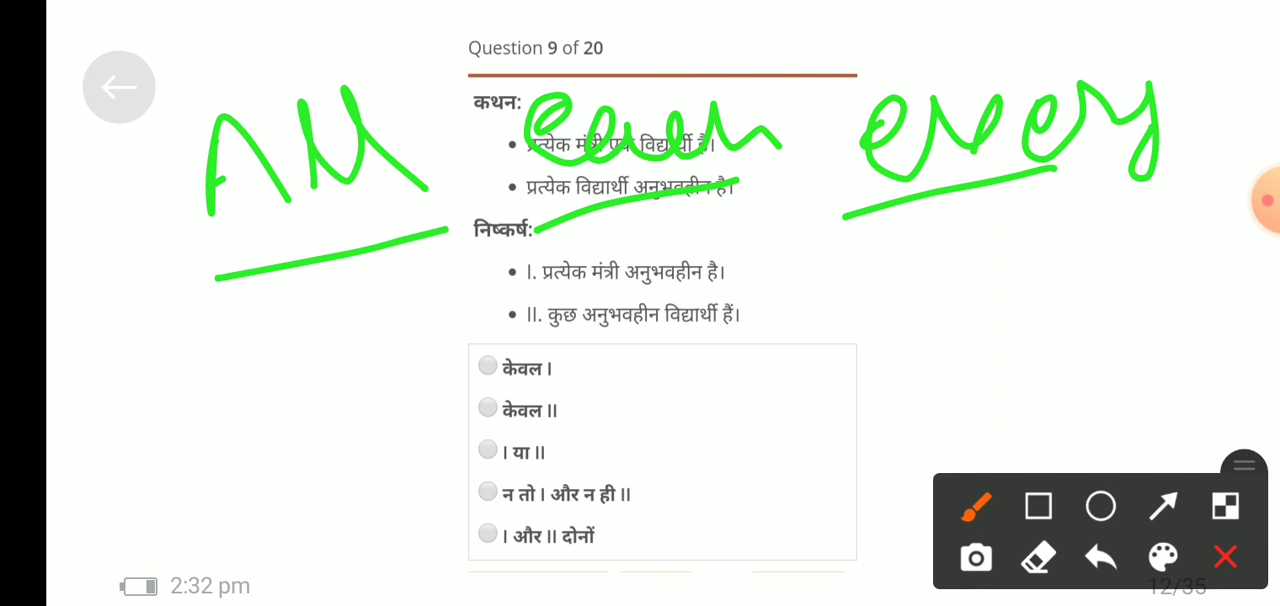 Question 9 of 20
कथन:
All each every
• प्रत्येक मंत्री एक विद्यार्थी है।
• प्रत्येक विद्यार्थी अनुभवहीन है।
निष्कर्ष:
• I. प्रत्येक मंत्री अनुभवहीन है।
• II. कुछ अनुभवहीन विद्यार्थी हैं।
केवल I
केवल II
I या II
न तो I और न ही II
I और II दोनों
2:32 pm
12/35